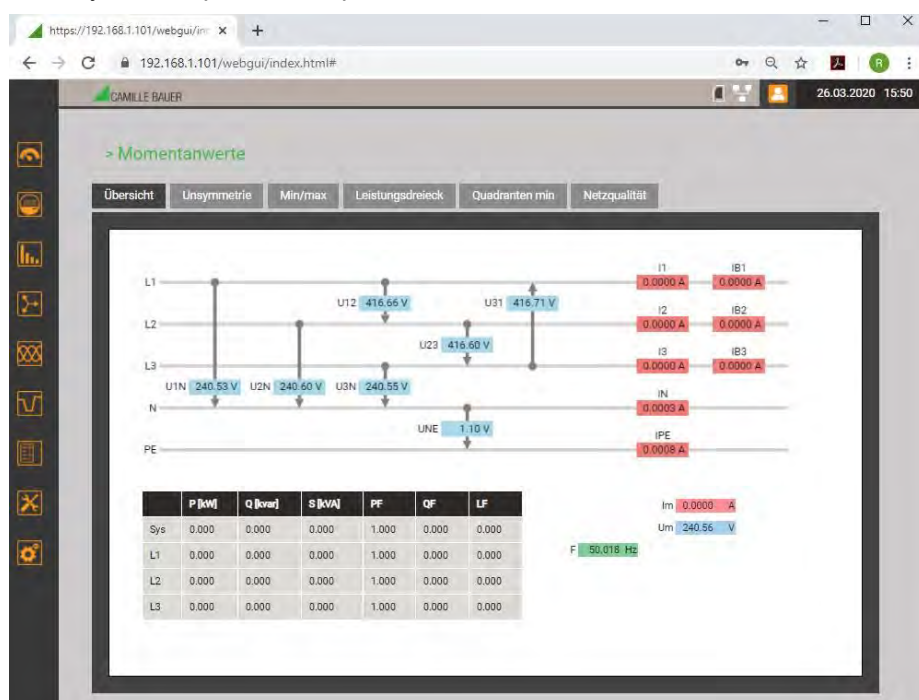 https://192.168.1.101/webgui/in
192.168.1.101/webgui/index.html#
R
CAMILLE BAUER
26.03.2020 15:50
> Momentanwerte
Übersicht Unsymmetrie Min/max Leistungsdreieck Quadranten min Netzqualität
I1 IB1
L1 0.0000 A 0.0000 A
U12 416.66 V U31 416.71 V
I2 IB2
L2 0.0000 A 0.0000 A
U23 416.60 V
I3 IB3
L3 0.0000 A 0.0000 A
U1N 240.53 V U2N 240.60 V U3N 240.55 V
IN
N 0.0003 A
UNE 1.10 V
IPE
PE 0.0008 A
P [kW] Q [kvar] S [kVA] PF QF LF
Sys 0.000 0.000 0.000 1.000 0.000 0.000
L1 0.000 0.000 0.000 1.000 0.000 0.000
L2 0.000 0.000 0.000 1.000 0.000 0.000
L3 0.000 0.000 0.000 1.000 0.000 0.000
Im 0.0000 A
Um 240.56 V
F 50.018 Hz